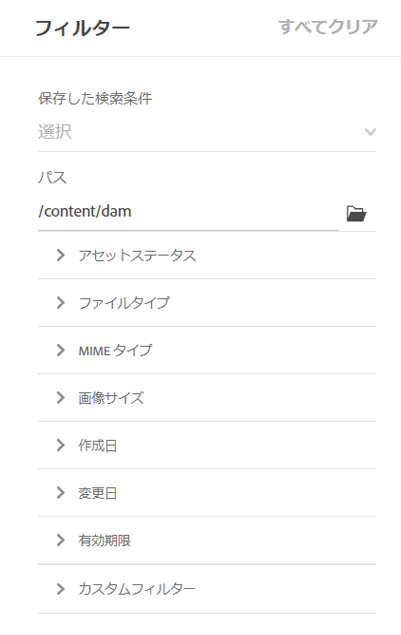 フィルター
すべてクリア
保存した検索条件
選択
パス
/content/dam
アセットステータス
ファイルタイプ
MIME タイプ
画像サイズ
作成日
変更日
有効期限
カスタムフィルター